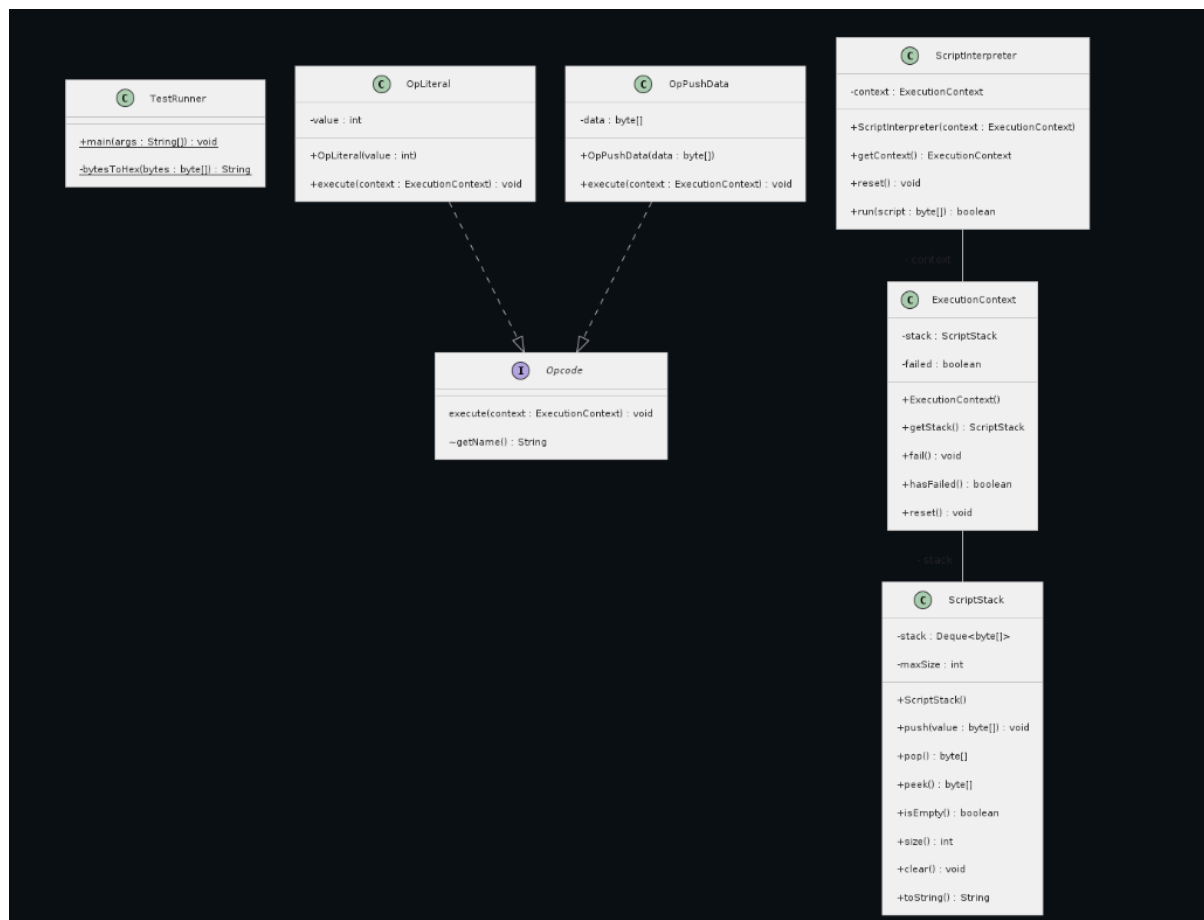 C TestRunner
+main(args : String[]) : void
-bytesToHex(bytes : byte[]) : String
C OpLiteral
-value : int
+OpLiteral(value : int)
+execute(context : ExecutionContext) : void
C OpPushData
-data : byte[]
+OpPushData(data : byte[])
+execute(context : ExecutionContext) : void
C ScriptInterpreter
-context : ExecutionContext
+ScriptInterpreter(context : ExecutionContext)
+getContext() : ExecutionContext
+reset() : void
+run(script : byte[]) : boolean
- context
I Opcode
execute(context : ExecutionContext) : void
~getName() : String
C ExecutionContext
-stack : ScriptStack
-failed : boolean
+ExecutionContext()
+getStack() : ScriptStack
+fail() : void
+hasFailed() : boolean
+reset() : void
- stack
C ScriptStack
-stack : Deque<byte[]>
-maxSize : int
+ScriptStack()
+push(value : byte[]) : void
+pop() : byte[]
+peek() : byte[]
+isEmpty() : boolean
+size() : int
+clear() : void
+toString() : String